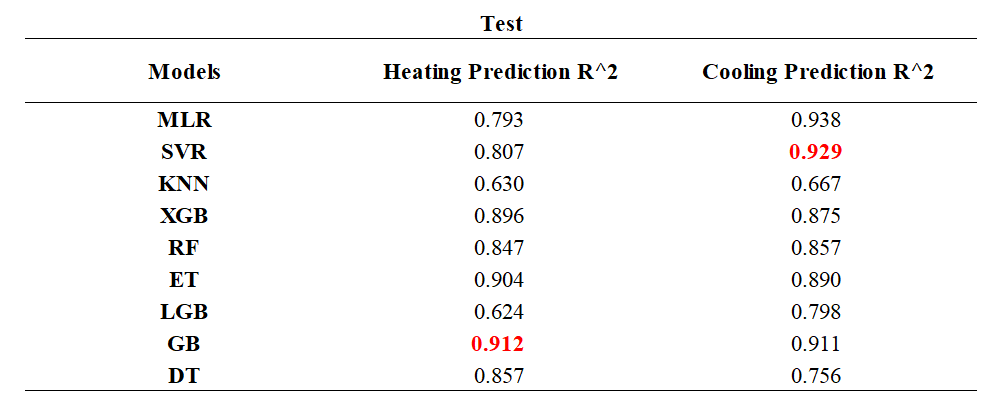 Test
Models Heating Prediction R^2 Cooling Prediction R^2
MLR 0.793 0.938
SVR 0.807 0.929
KNN 0.630 0.667
XGB 0.896 0.875
RF 0.847 0.857
ET 0.904 0.890
LGB 0.624 0.798
GB 0.912 0.911
DT 0.857 0.756